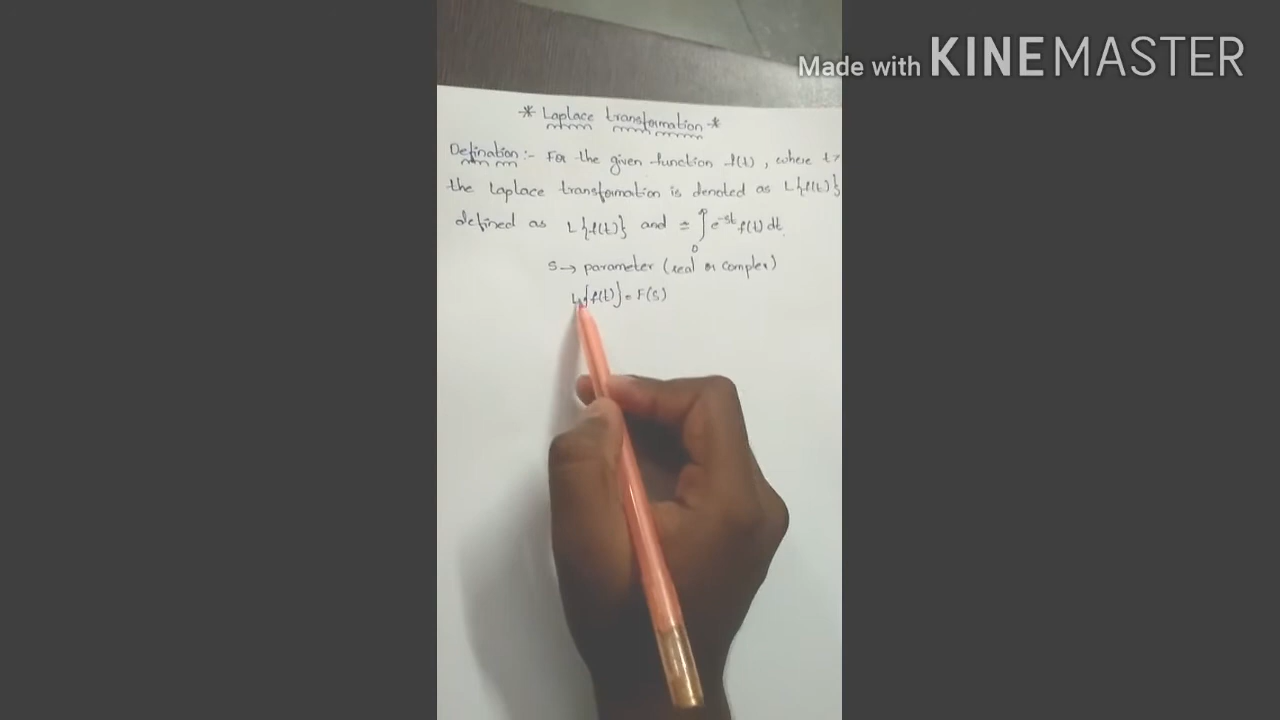 Made with KINEMASTER
* Laplace transformation *
Defination :- For the given function f(t), where t>
the Laplace transformation is denoted as L{f(t)}
defined as L{f(t)} and = ∫₀^∞ e^-st f(t) dt.
s → parameter (real or complex)
L{f(t)} = F(s)